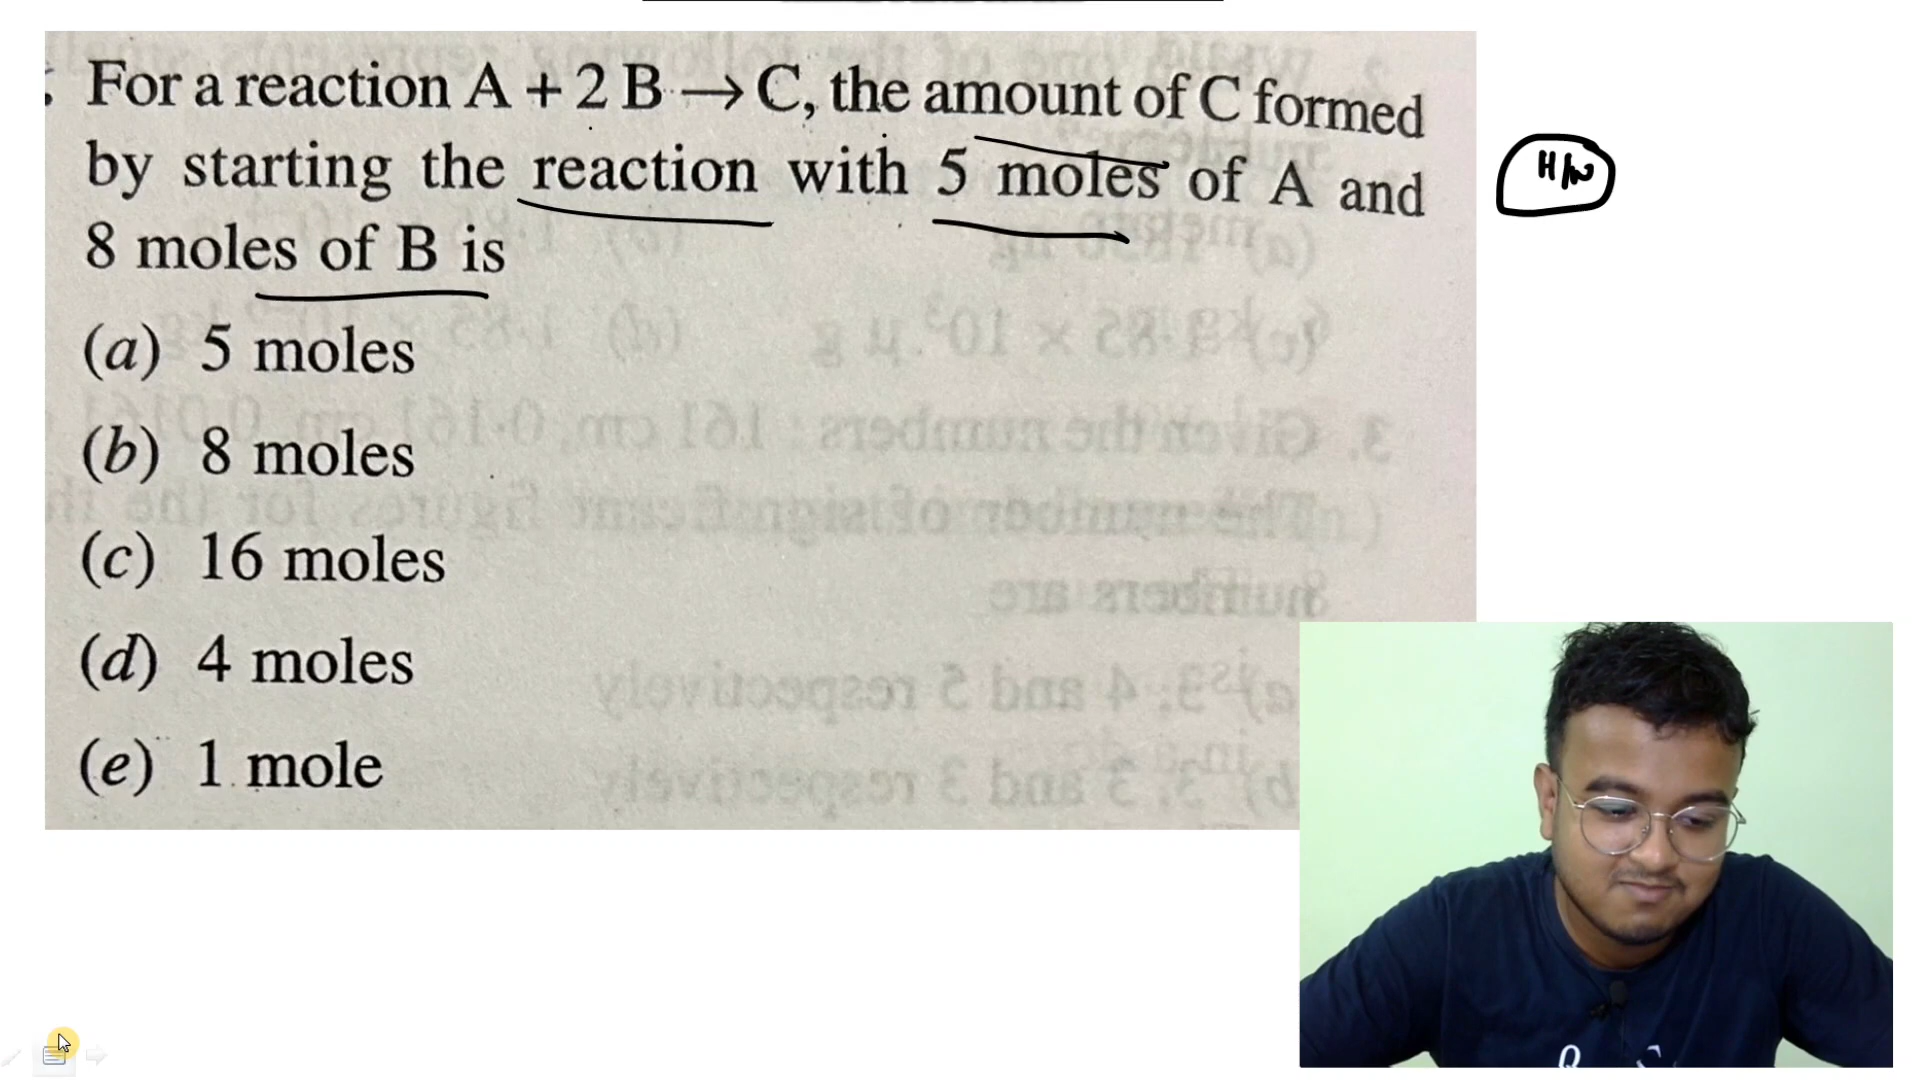 For a reaction A + 2 B → C, the amount of C formed
by starting the reaction with 5 moles of A and
8 moles of B is
(a) 5 moles
(b) 8 moles
(c) 16 moles
(d) 4 moles
(e) 1 mole
H/W